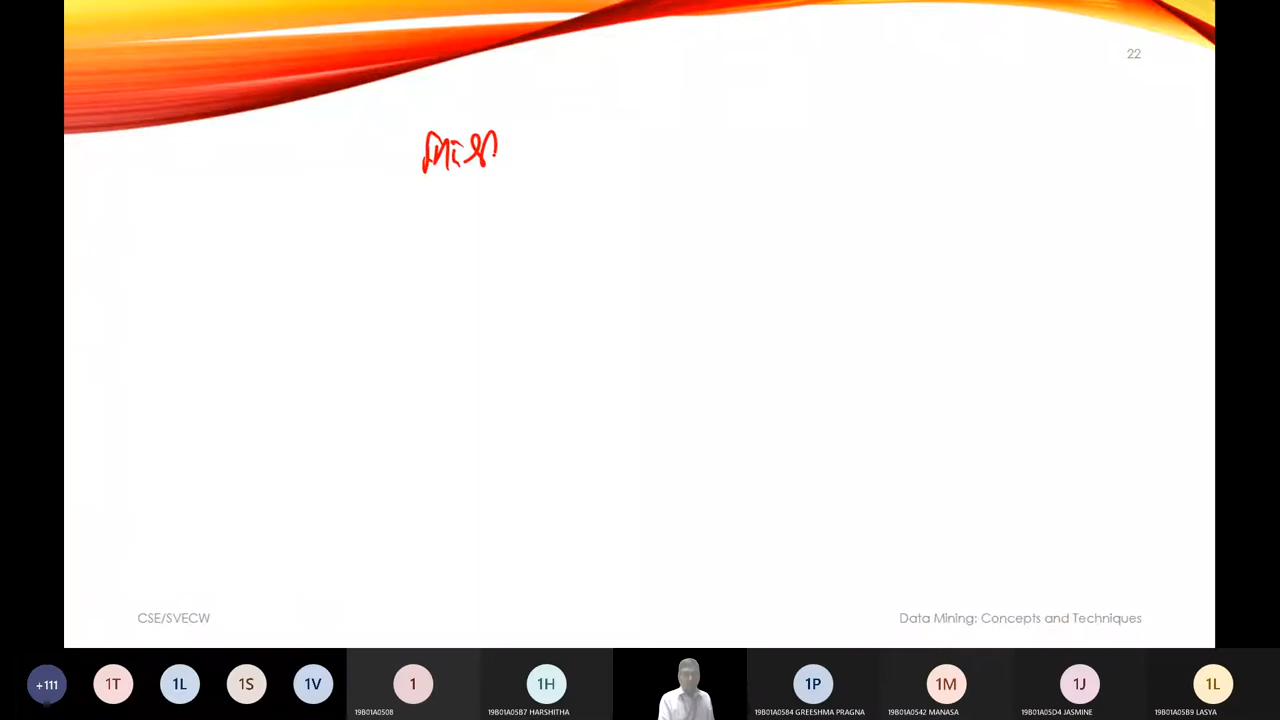 22
CSE/SVECW
Data Mining: Concepts and Techniques
+111
1T
1L
1S
1V
1
1H
1P
1M
1J
1L
19B01A0508
19B01A05B7 HARSHITHA
19B01A0584 GREESHMA PRAGNA
19B01A0542 MANASA
19B01A05D4 JASMINE
19B01A05B9 LASYA